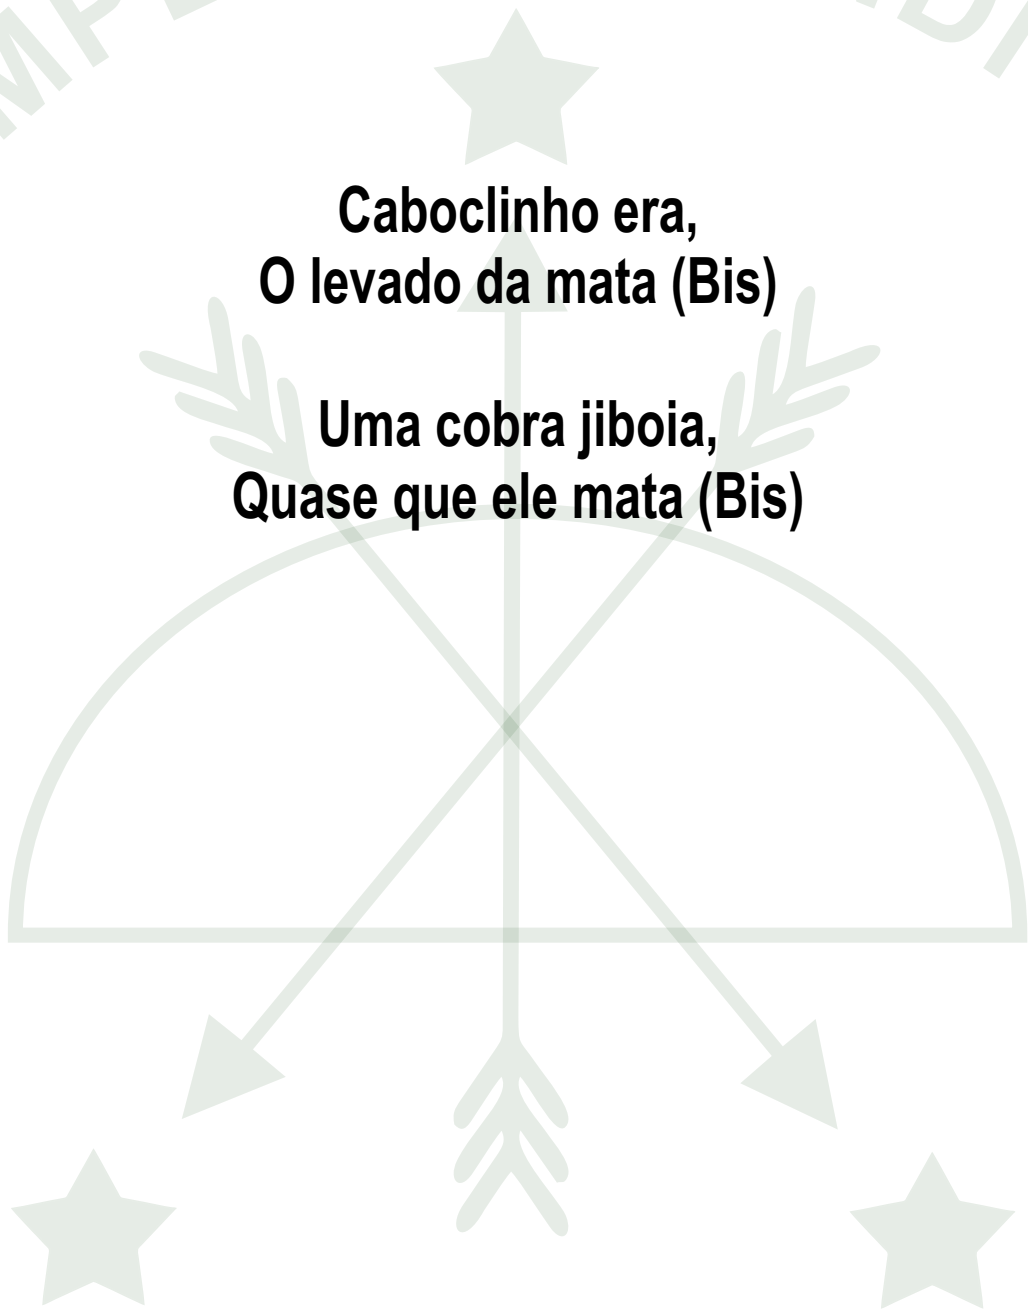 Caboclinho era,
O levado da mata (Bis)
Uma cobra jiboia,
Quase que ele mata (Bis)